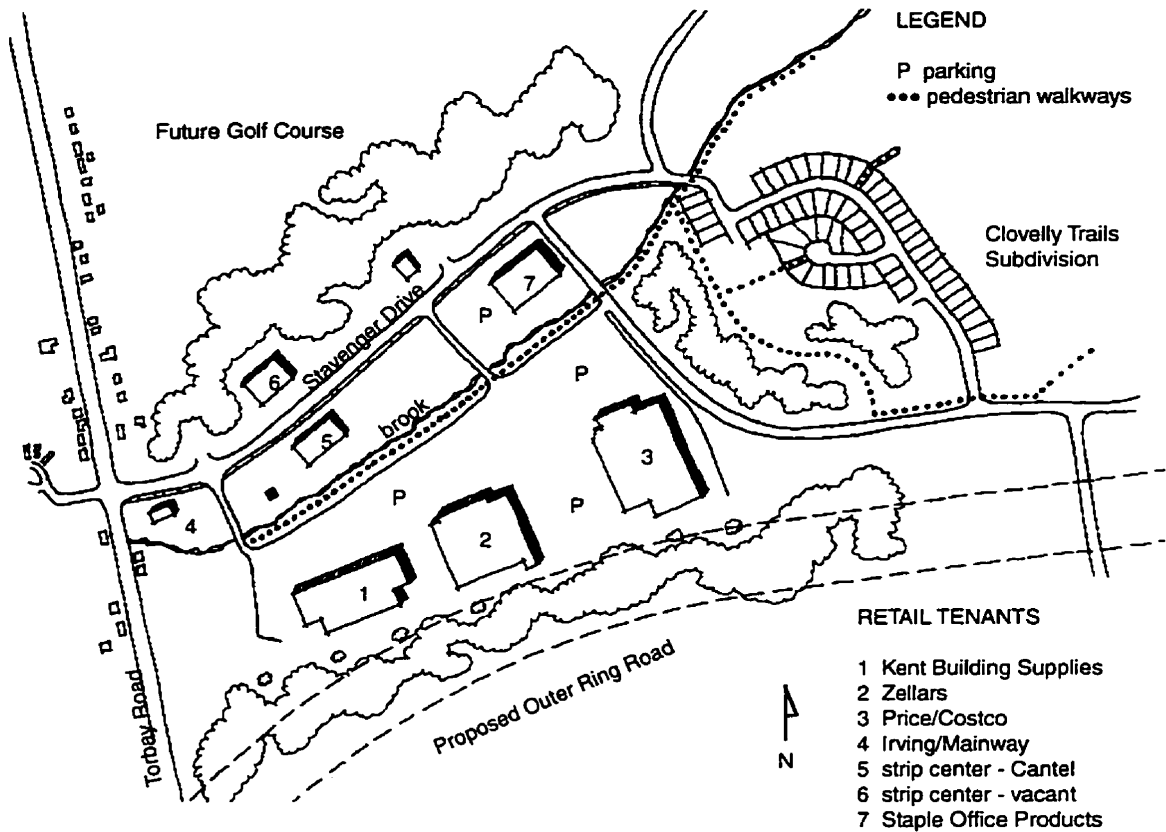 LEGEND
P parking
pedestrian walkways
Future Golf Course
Clovelly Trails
Subdivision
Stavenger Drive
brook
7
P
6
5
P
3
4
P
P
2
1
Torbay Road
Proposed Outer Ring Road
N
RETAIL TENANTS
1 Kent Building Supplies
2 Zellars
3 Price/Costco
4 Irving/Mainway
5 strip center - Cantel
6 strip center - vacant
7 Staple Office Products